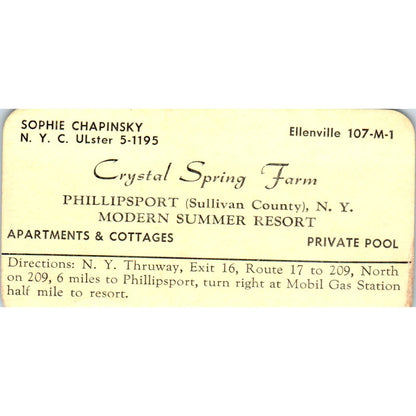 SOPHIE CHAPINSKY
N. Y. C. ULster 5-1195
Ellenville 107-M-1
Crystal Spring Farm
PHILLIPSPORT (Sullivan County), N. Y.
MODERN SUMMER RESORT
APARTMENTS & COTTAGES
PRIVATE POOL
Directions: N. Y. Thruway, Exit 16, Route 17 to 209, North
on 209, 6 miles to Phillipsport, turn right at Mobil Gas Station
half mile to resort.